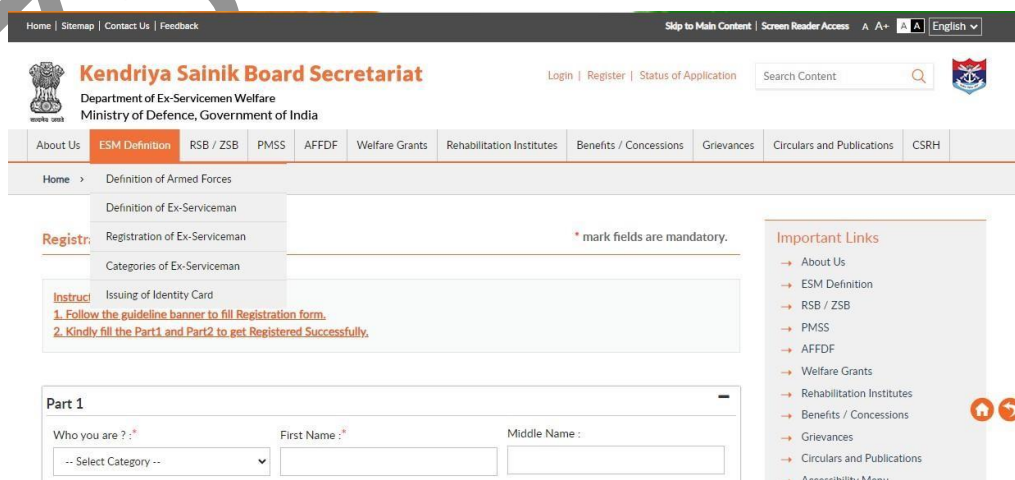 Home | Sitemap | Contact Us | Feedback
Skip to Main Content | Screen Reader Access A A+ A A English
Kendriya Sainik Board Secretariat
Department of Ex-Servicemen Welfare
Ministry of Defence, Government of India
सत्यमेव जयते
Login | Register | Status of Application
Search Content
About Us ESM Definition RSB / ZSB PMSS AFFDF Welfare Grants Rehabilitation Institutes Benefits / Concessions Grievances Circulars and Publications CSRH
Home >
Definition of Armed Forces
Definition of Ex-Serviceman
Registration of Ex-Serviceman
Categories of Ex-Serviceman
Issuing of Identity Card
Registr
* mark fields are mandatory.
Instruct
1. Follow the guideline banner to fill Registration form.
2. Kindly fill the Part1 and Part2 to get Registered Successfully.
Part 1
Who you are ? :*
First Name :*
Middle Name :
-- Select Category --
Important Links
→ About Us
→ ESM Definition
→ RSB / ZSB
→ PMSS
→ AFFDF
→ Welfare Grants
→ Rehabilitation Institutes
→ Benefits / Concessions
→ Grievances
→ Circulars and Publications
→ Accessibility Menu